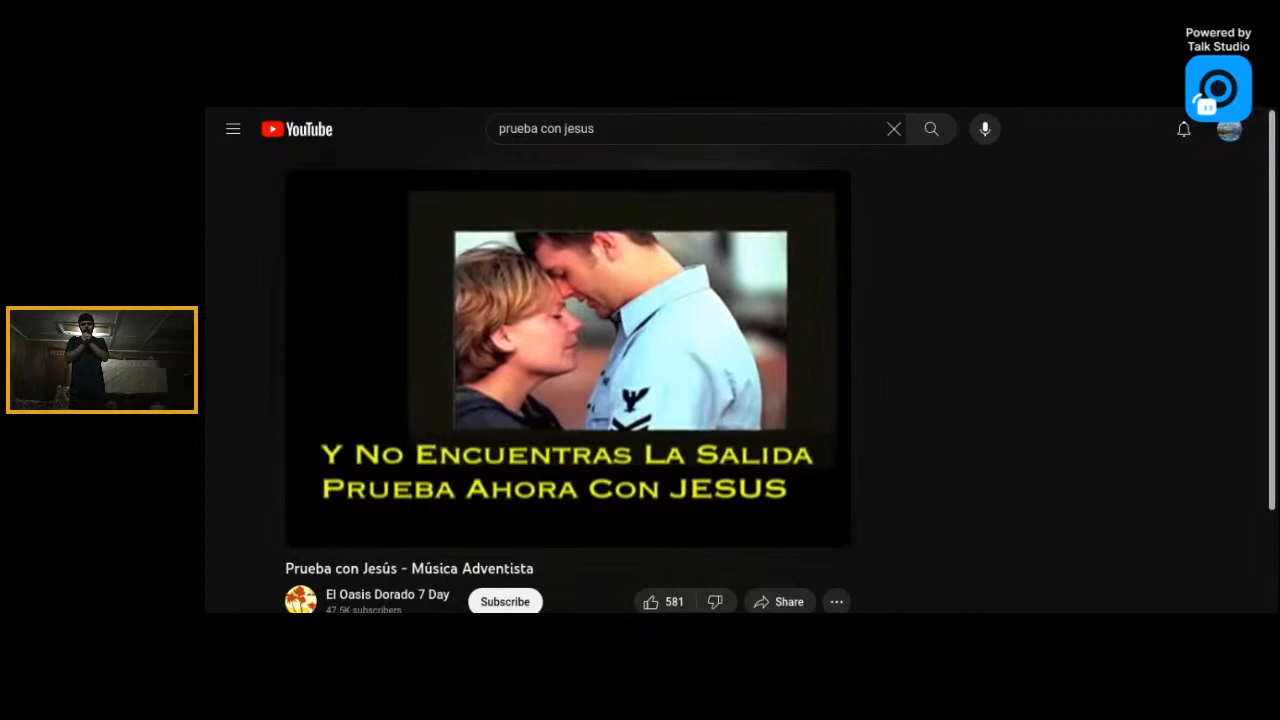 Powered by
Talk Studio
YouTube
prueba con jesus
Y NO ENCUENTRAS LA SALIDA
PRUEBA AHORA CON JESUS
Prueba con Jesús - Música Adventista
El Oasis Dorado 7 Day
Subscribe
581
Share
47.5K subscribers